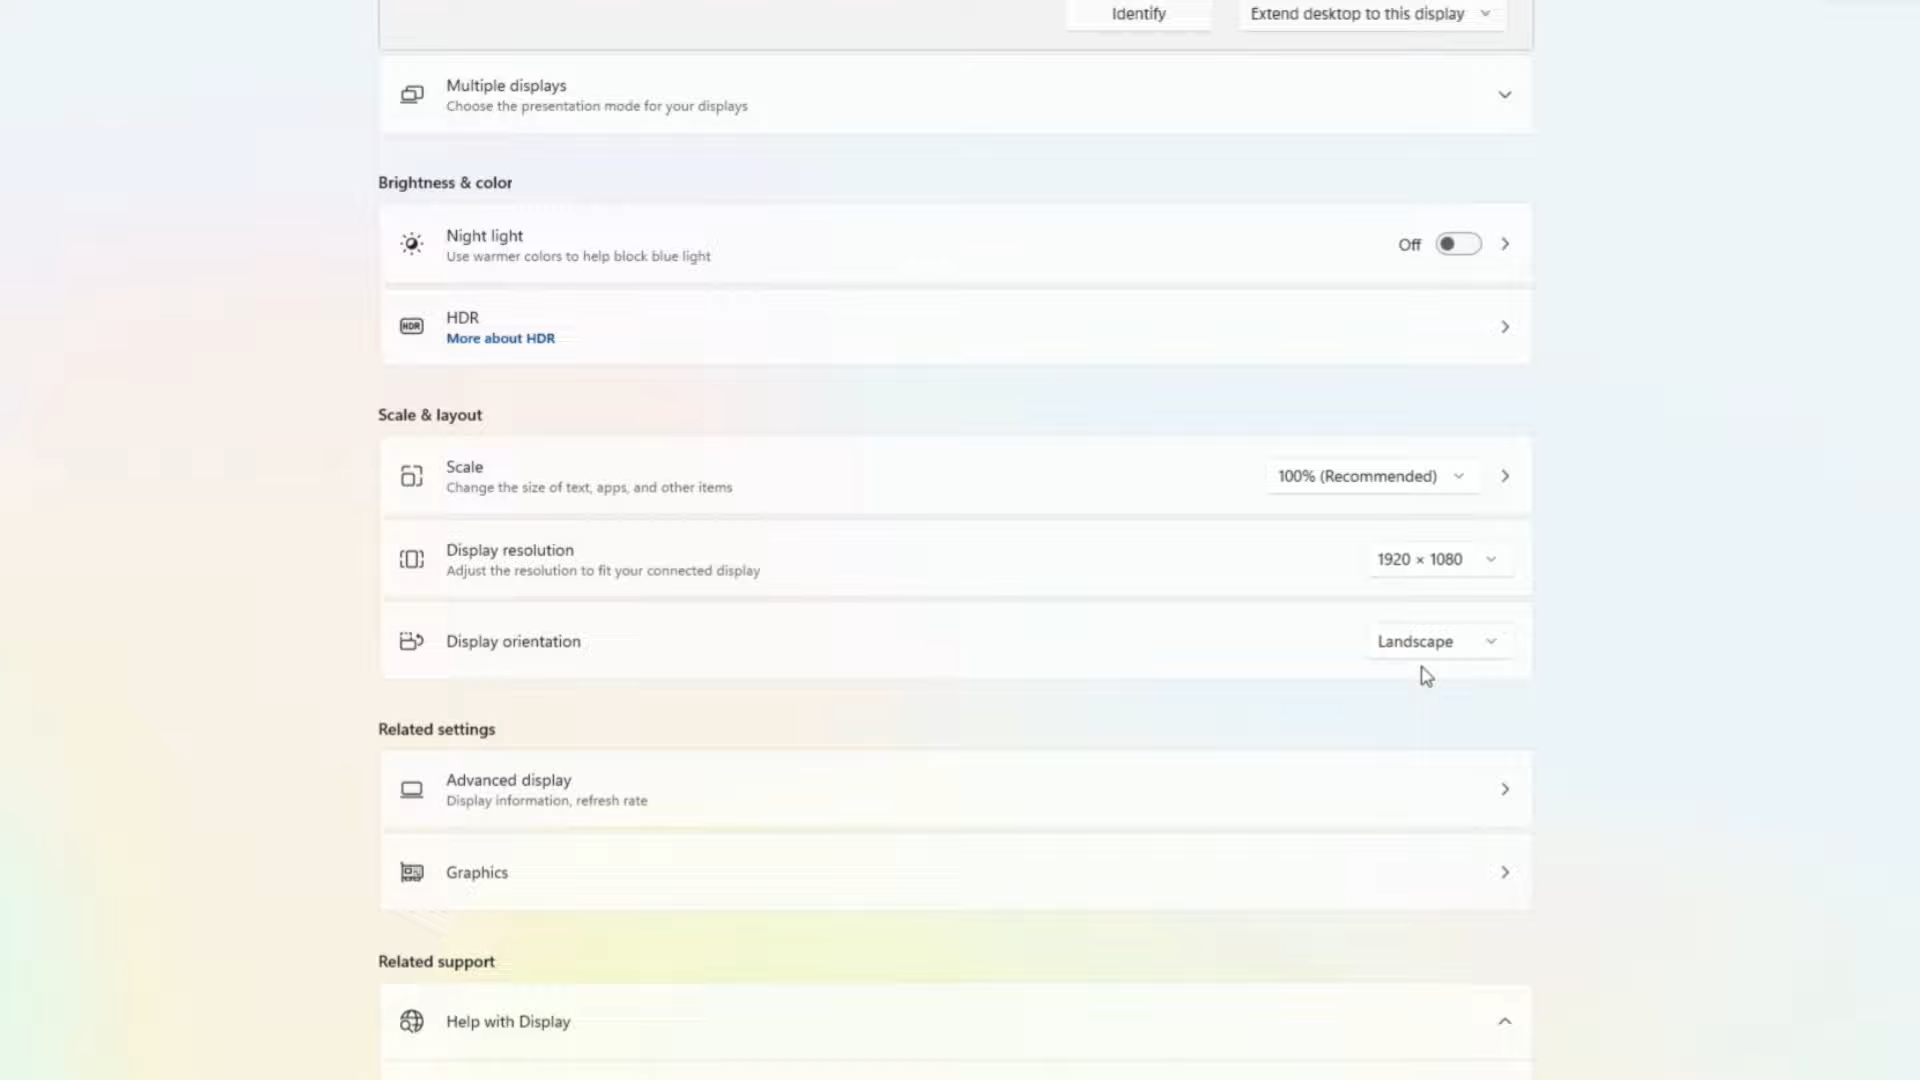 Identify
Extend desktop to this display
Multiple displays
Choose the presentation mode for your displays
Brightness & color
Night light
Use warmer colors to help block blue light
Off
HDR
HDR
More about HDR
Scale & layout
Scale
Change the size of text, apps, and other items
100% (Recommended)
Display resolution
Adjust the resolution to fit your connected display
1920 × 1080
Display orientation
Landscape
Related settings
Advanced display
Display information, refresh rate
Graphics
Related support
Help with Display